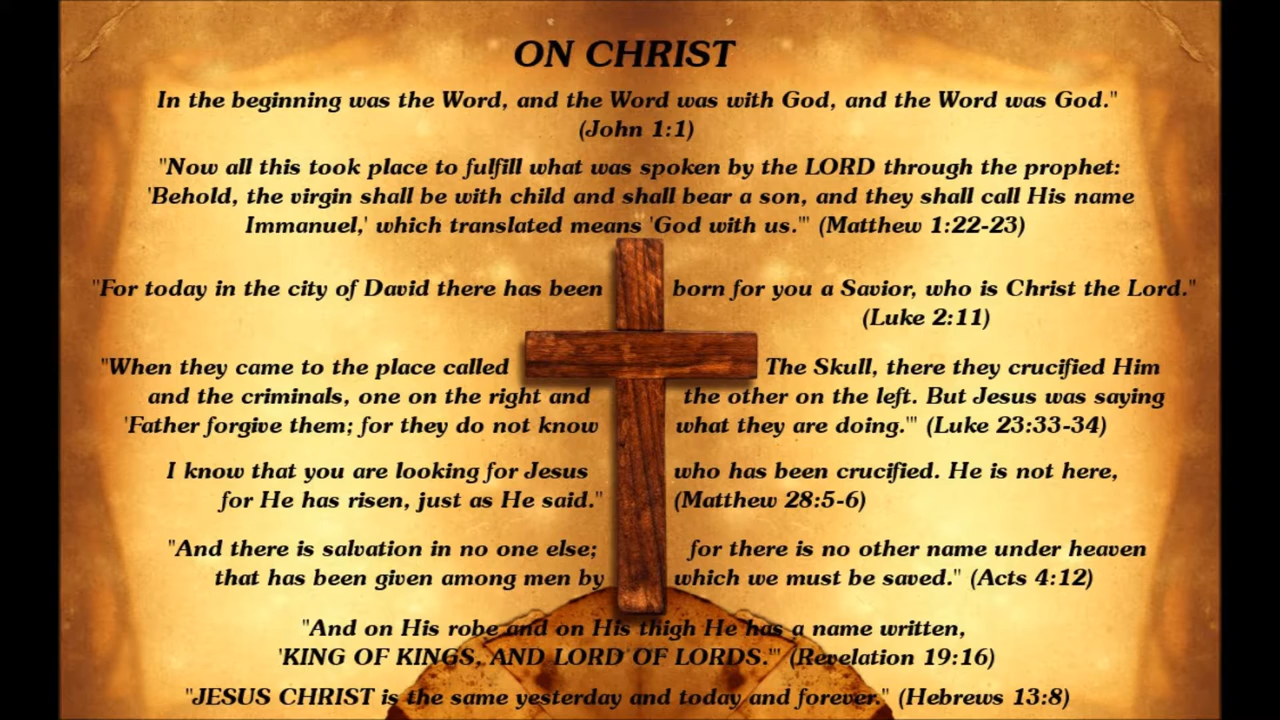 ON CHRIST
In the beginning was the Word, and the Word was with God, and the Word was God."
(John 1:1)
"Now all this took place to fulfill what was spoken by the LORD through the prophet:
'Behold, the virgin shall be with child and shall bear a son, and they shall call His name
Immanuel,' which translated means 'God with us.'" (Matthew 1:22-23)
"For today in the city of David there has been born for you a Savior, who is Christ the Lord."
(Luke 2:11)
"When they came to the place called The Skull, there they crucified Him
and the criminals, one on the right and the other on the left. But Jesus was saying
'Father forgive them; for they do not know what they are doing.'" (Luke 23:33-34)
I know that you are looking for Jesus who has been crucified. He is not here,
for He has risen, just as He said." (Matthew 28:5-6)
"And there is salvation in no one else; for there is no other name under heaven
that has been given among men by which we must be saved." (Acts 4:12)
"And on His robe and on His thigh He has a name written,
'KING OF KINGS, AND LORD OF LORDS.'" (Revelation 19:16)
"JESUS CHRIST is the same yesterday and today and forever." (Hebrews 13:8)